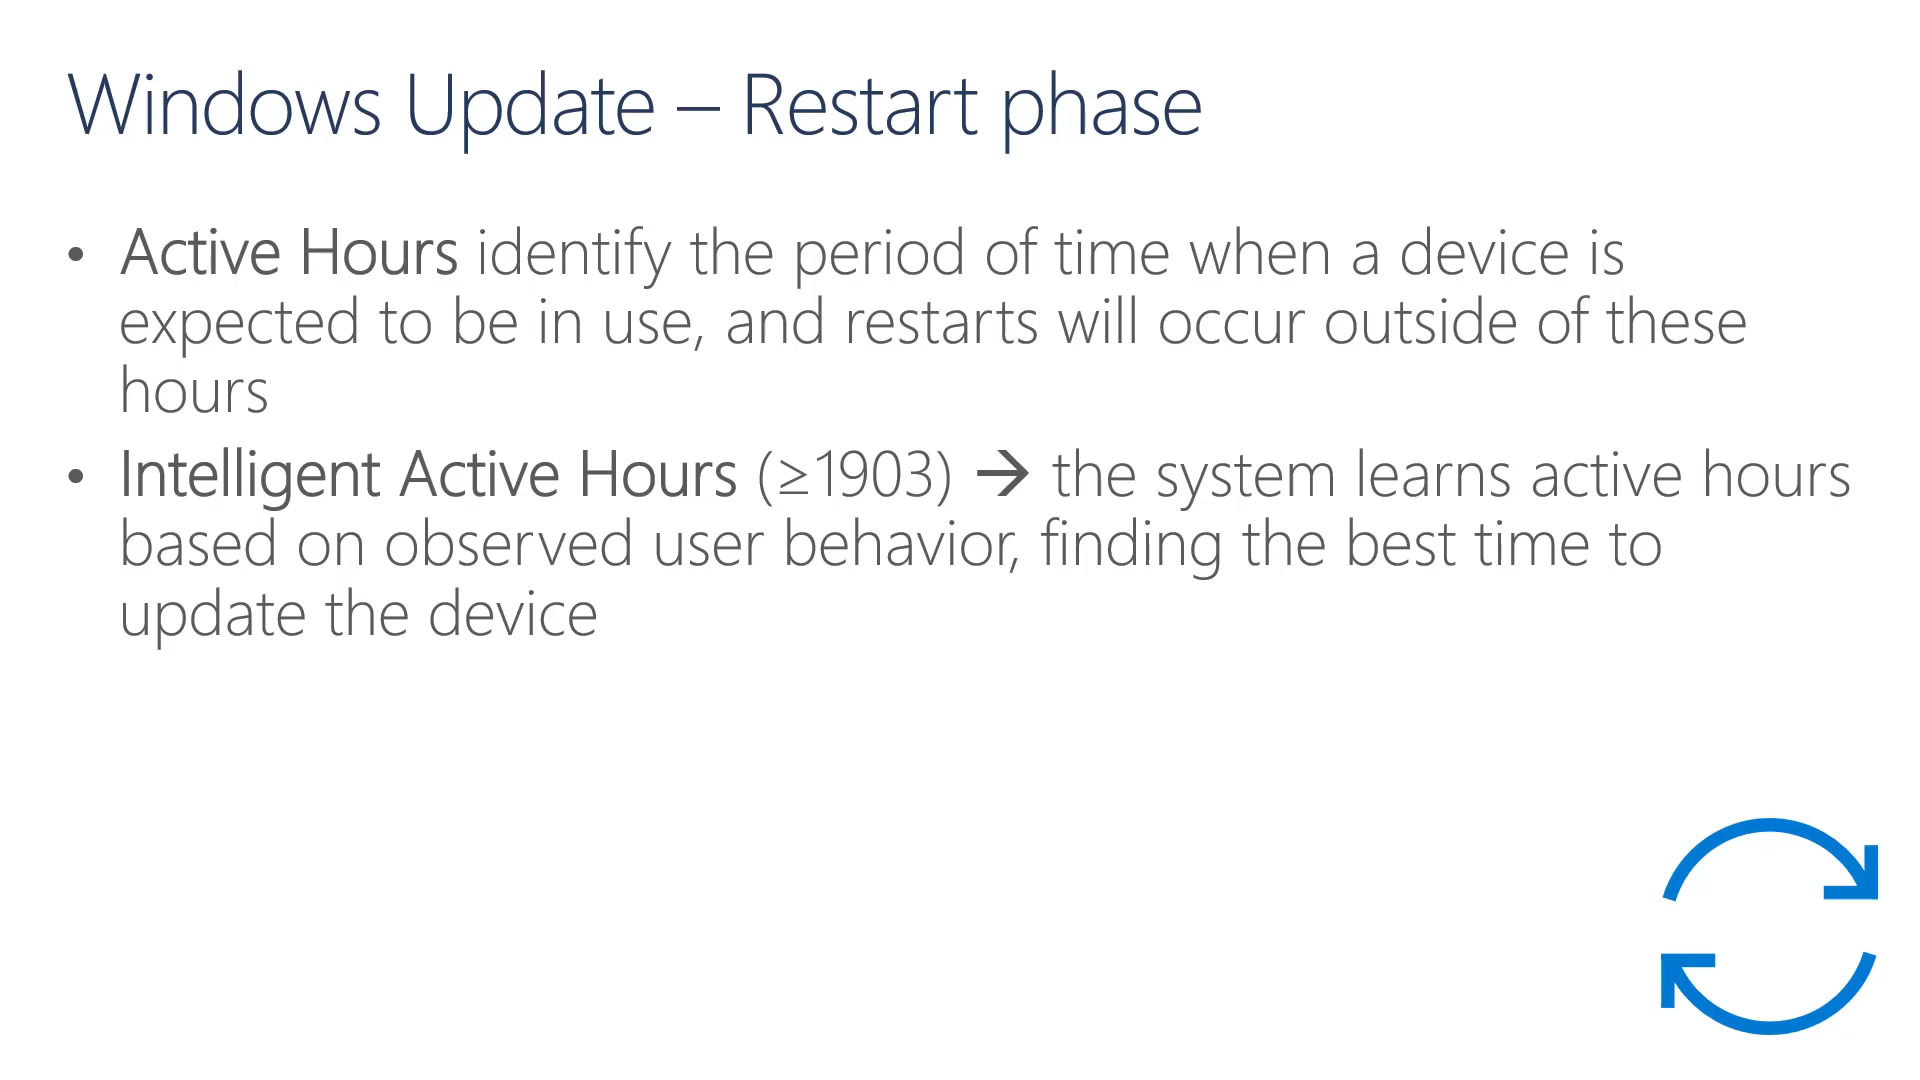 Windows Update – Restart phase
• Active Hours identify the period of time when a device is
expected to be in use, and restarts will occur outside of these
hours
• Intelligent Active Hours (≥1903) → the system learns active hours
based on observed user behavior, finding the best time to
update the device